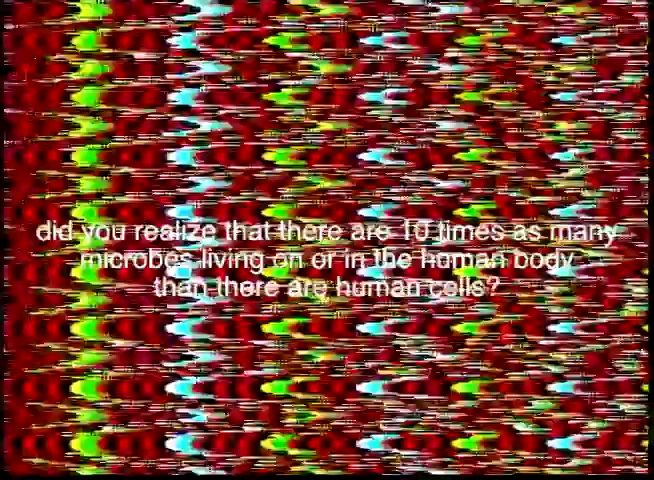 did you realize that there are 10 times as many
microbes living on or in the human body
than there are human cells?